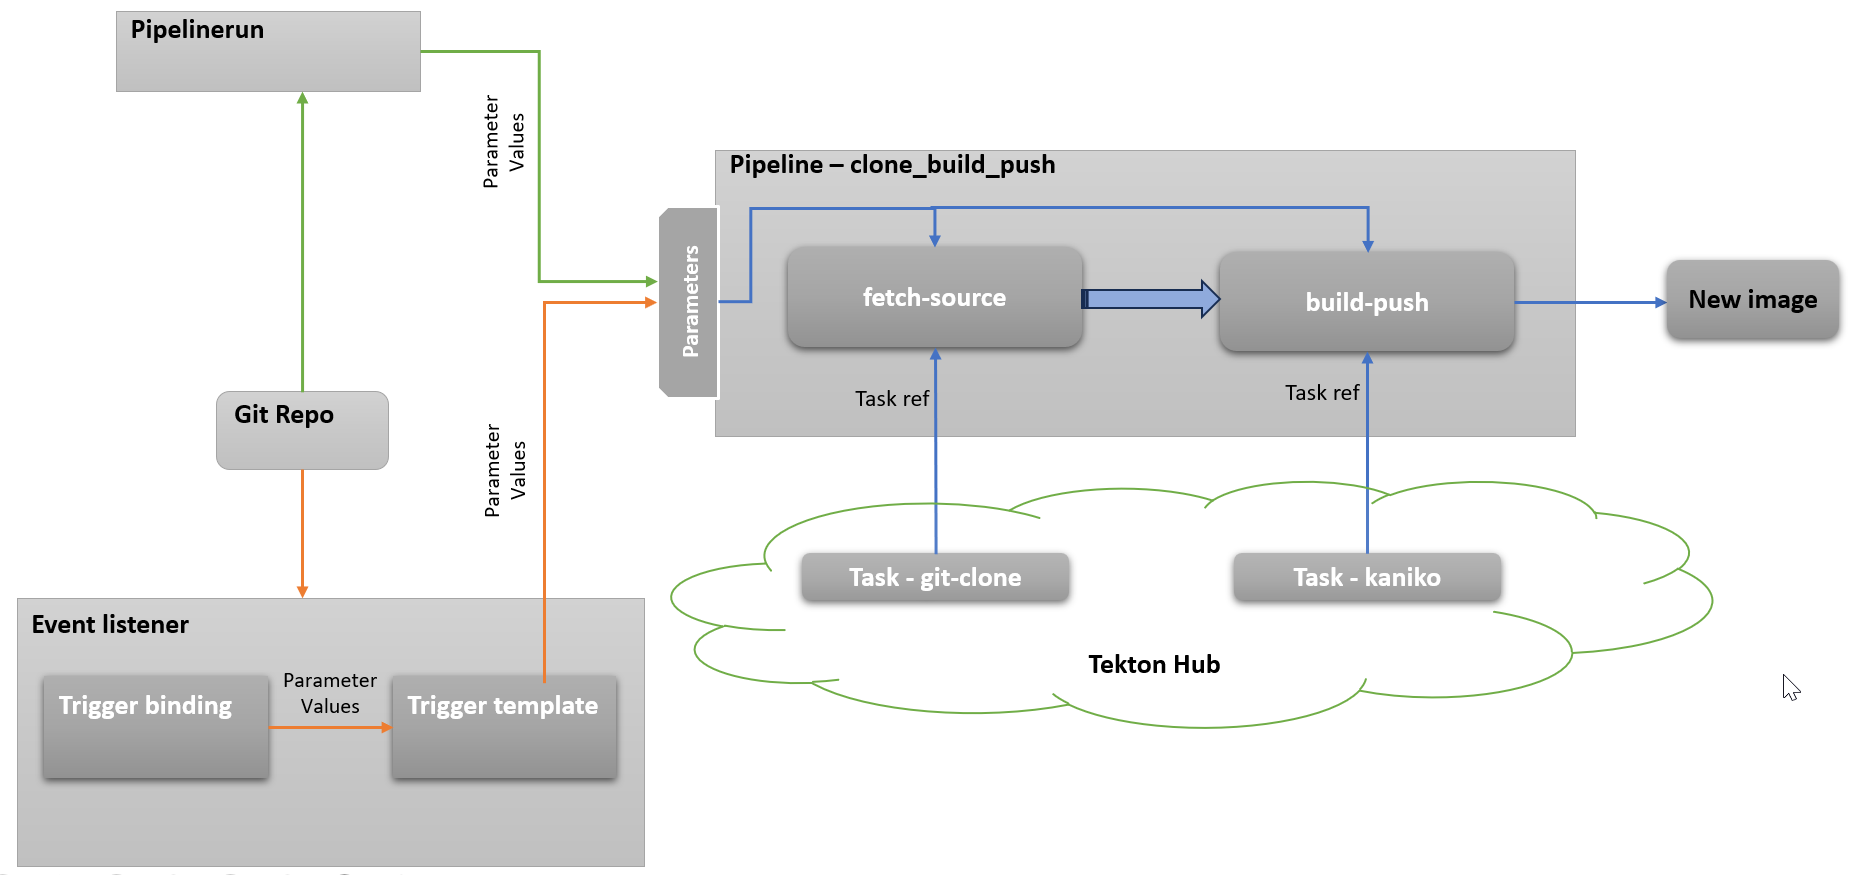 Pipelinerun
Parameter
Values
Pipeline – clone_build_push
Parameters
fetch-source
build-push
New image
Task ref
Task ref
Git Repo
Parameter
Values
Task - git-clone
Task - kaniko
Tekton Hub
Event listener
Trigger binding
Parameter
Values
Trigger template